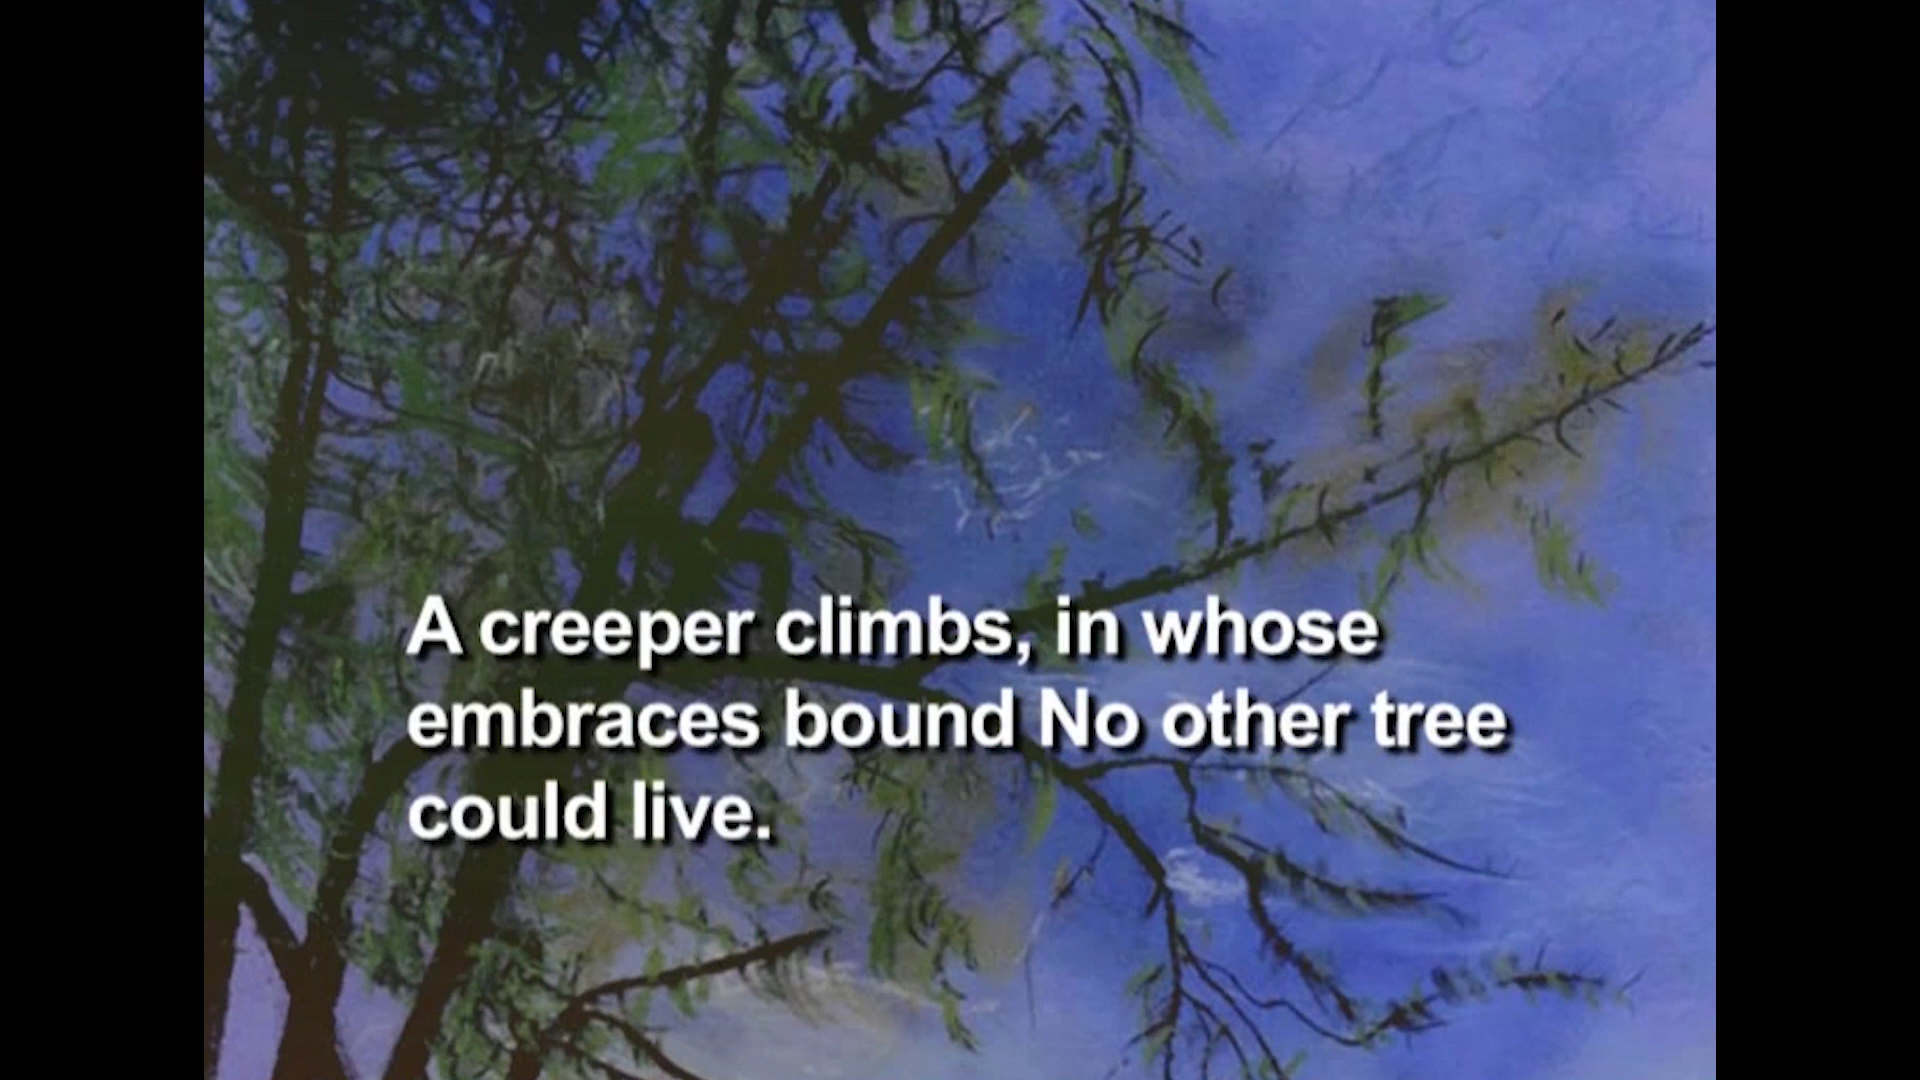 A creeper climbs, in whose
embraces bound No other tree
could live.